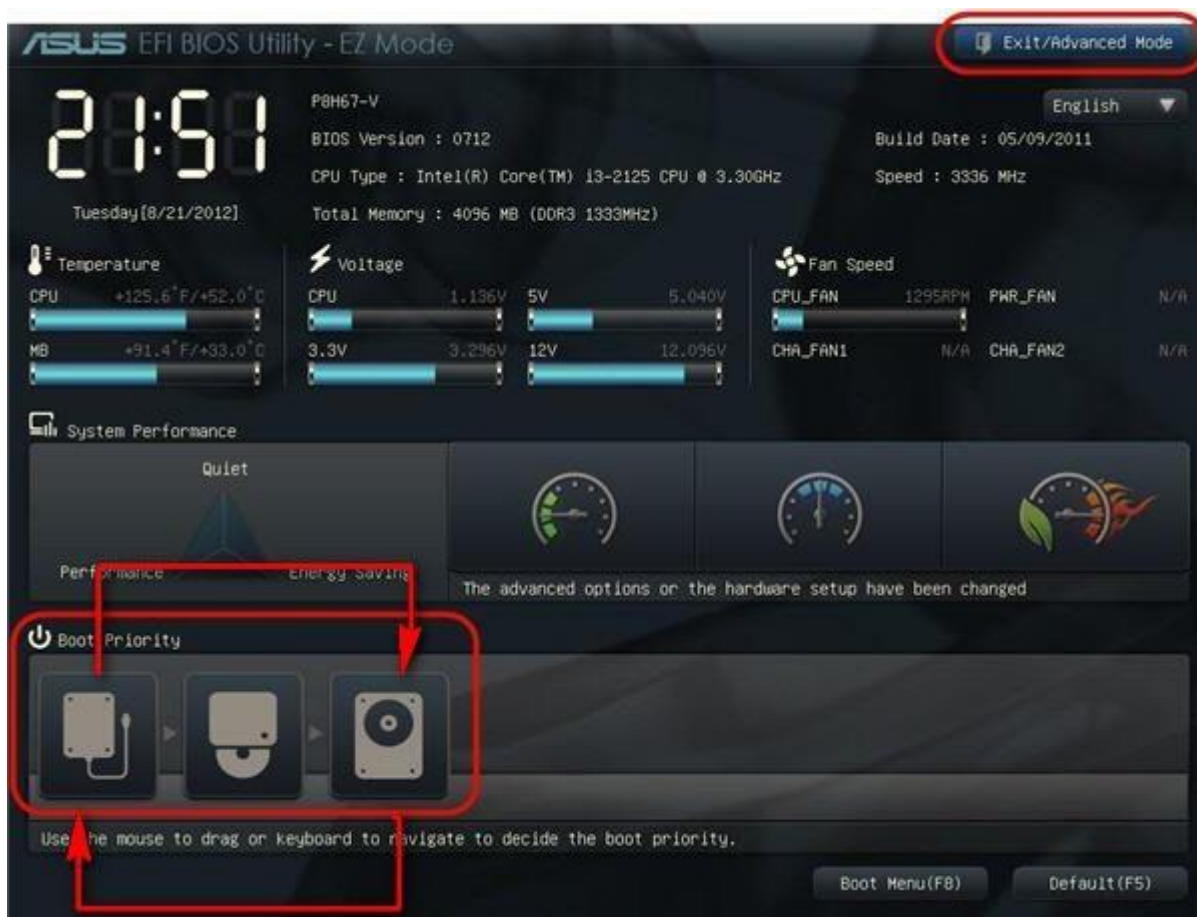 ASUS EFI BIOS Utility - EZ Mode
Exit/Advanced Mode
21:51
Tuesday[8/21/2012]
P8H67-V
English
BIOS Version : 0712
Build Date : 05/09/2011
CPU Type : Intel(R) Core(TM) i3-2125 CPU @ 3.30GHz
Speed : 3336 MHz
Total Memory : 4096 MB (DDR3 1333MHz)
Temperature
CPU +125.6°F/+52.0°C
MB +91.4°F/+33.0°C
Voltage
CPU 1.136V 5V 5.040V
3.3V 3.296V 12V 12.096V
Fan Speed
CPU_FAN 1295RPM PWR_FAN N/A
CHA_FAN1 N/A CHA_FAN2 N/A
System Performance
Quiet
Performance Energy Saving
The advanced options or the hardware setup have been changed
Boot Priority
Use the mouse to drag or keyboard to navigate to decide the boot priority.
Boot Menu(F8) Default(F5)